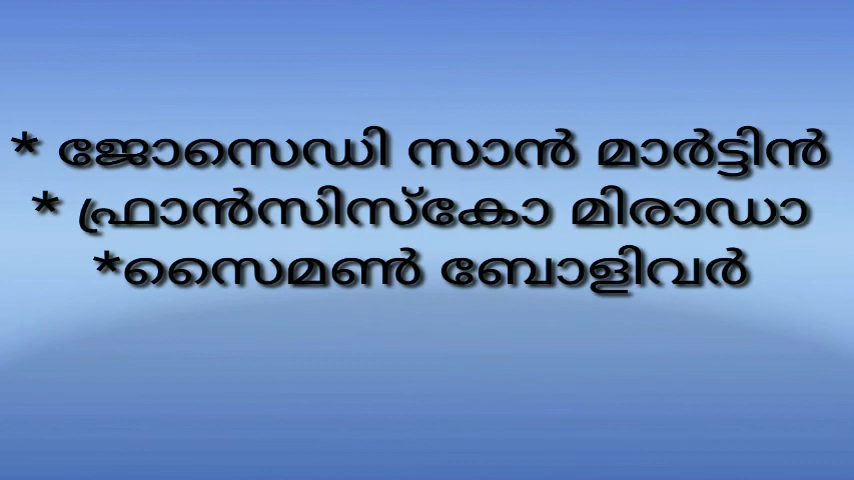 * ജോസെഡി സാൻ മാർട്ടിൻ
* ഫ്രാൻസിസ്കോ മിരാഡാ
*സൈമൺ ബോളിവർ